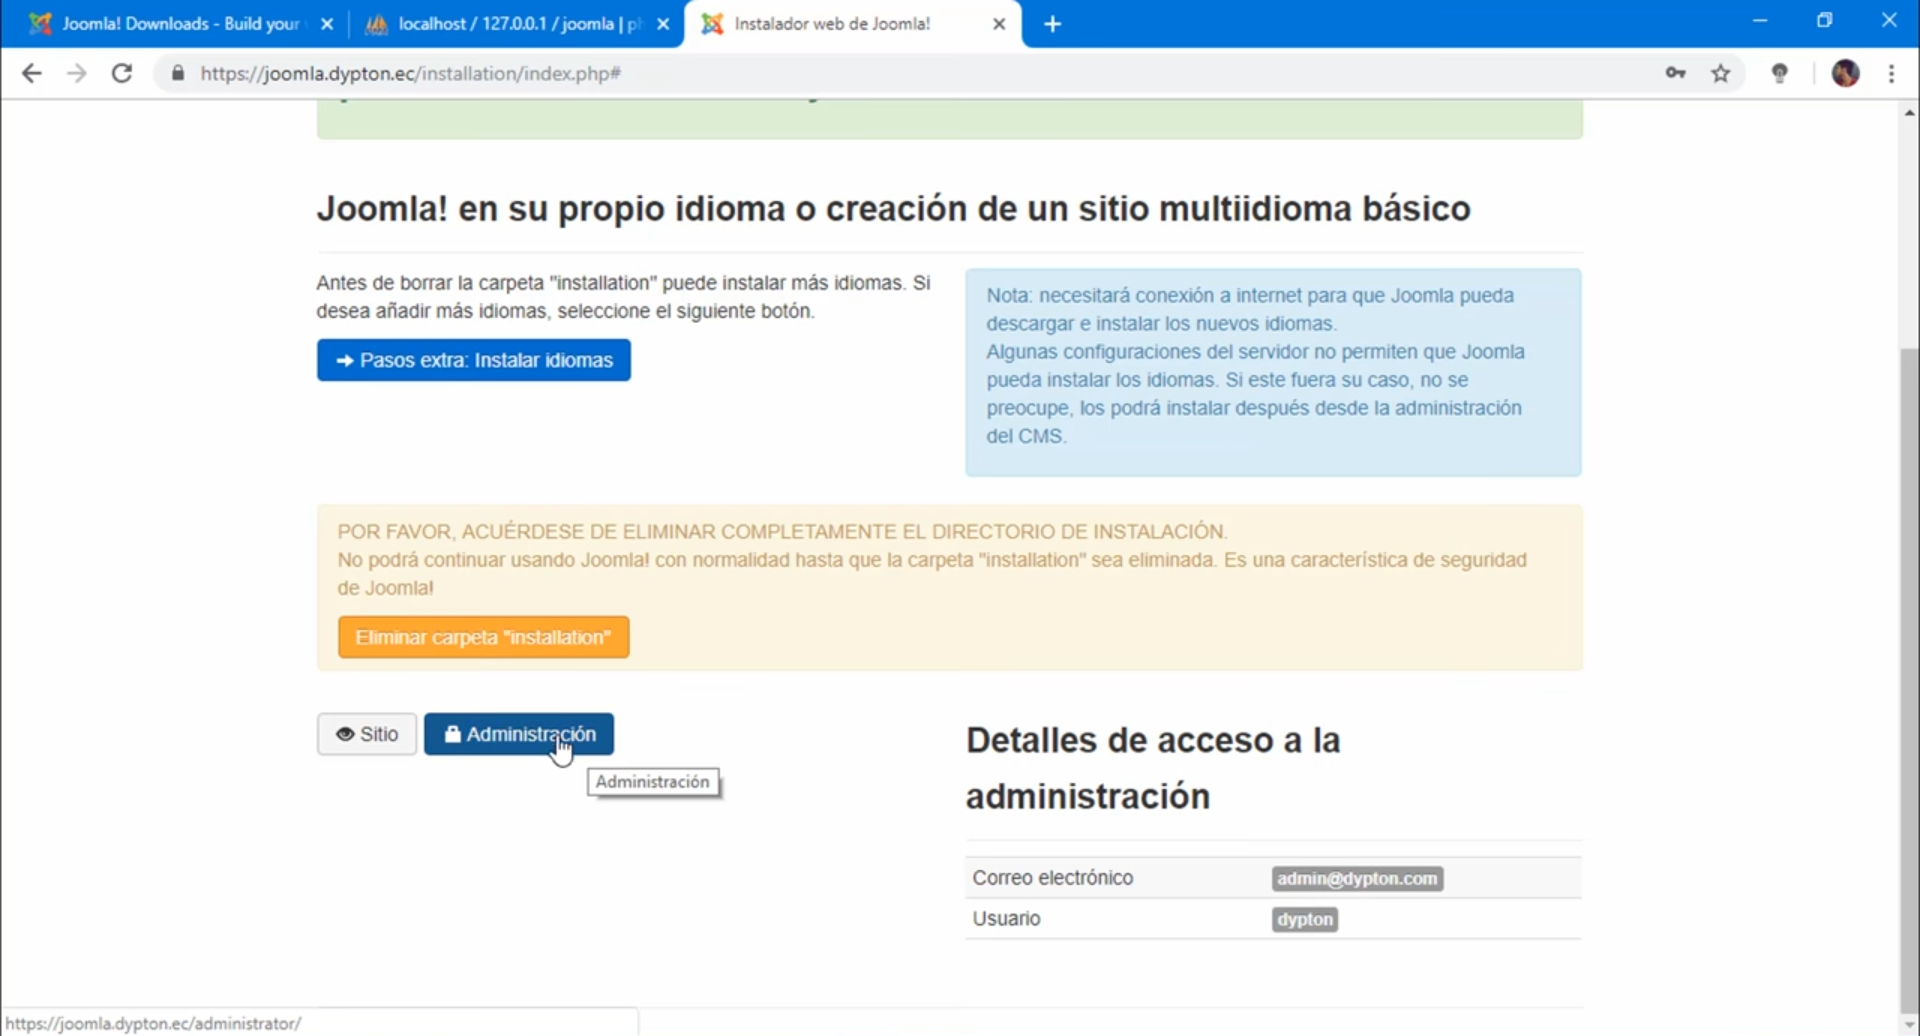 Joomla! Downloads - Build your
localhost / 127.0.0.1 / joomla | ph
Instalador web de Joomla!
https://joomla.dypton.ec/installation/index.php#
Joomla! en su propio idioma o creación de un sitio multiidioma básico
Antes de borrar la carpeta "installation" puede instalar más idiomas. Si
desea añadir más idiomas, seleccione el siguiente botón.
Pasos extra: Instalar idiomas
Nota: necesitará conexión a internet para que Joomla pueda
descargar e instalar los nuevos idiomas.
Algunas configuraciones del servidor no permiten que Joomla
pueda instalar los idiomas. Si este fuera su caso, no se
preocupe, los podrá instalar después desde la administración
del CMS.
POR FAVOR, ACUÉRDESE DE ELIMINAR COMPLETAMENTE EL DIRECTORIO DE INSTALACIÓN.
No podrá continuar usando Joomla! con normalidad hasta que la carpeta "installation" sea eliminada. Es una característica de seguridad
de Joomla!
Eliminar carpeta "installation"
Sitio
Administración
Administración
Detalles de acceso a la
administración
Correo electrónico admin@dypton.com
Usuario dypton
https://joomla.dypton.ec/administrator/